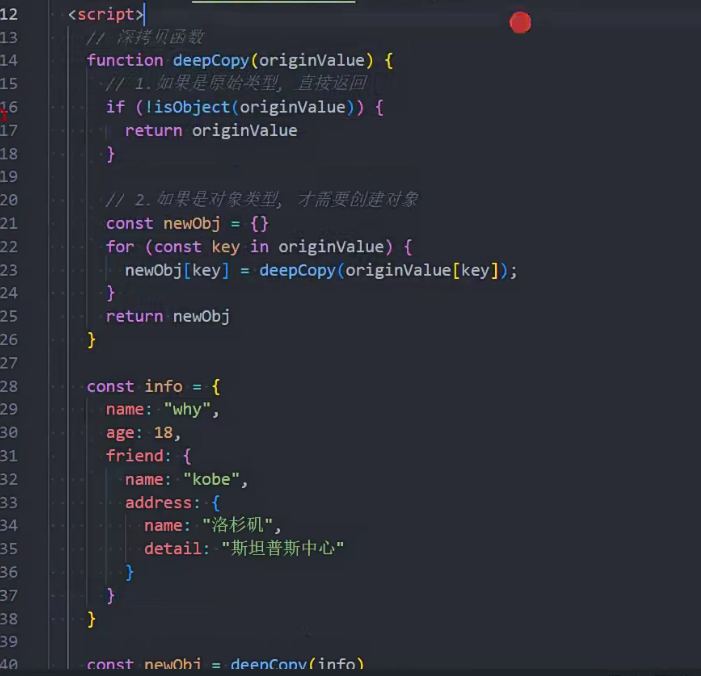 12 <script>
13 // 深拷贝函数
14 function deepCopy(originValue) {
15 // 1.如果是原始类型, 直接返回
16 if (!isObject(originValue)) {
17 return originValue
18 }
19
20 // 2.如果是对象类型, 才需要创建对象
21 const newObj = {}
22 for (const key in originValue) {
23 newObj[key] = deepCopy(originValue[key]);
24 }
25 return newObj
26 }
27
28 const info = {
29 name: "why",
30 age: 18,
31 friend: {
32 name: "kobe",
33 address: {
34 name: "洛杉矶",
35 detail: "斯坦普斯中心"
36 }
37 }
38 }
39
40 const newObj = deepCopy(info)